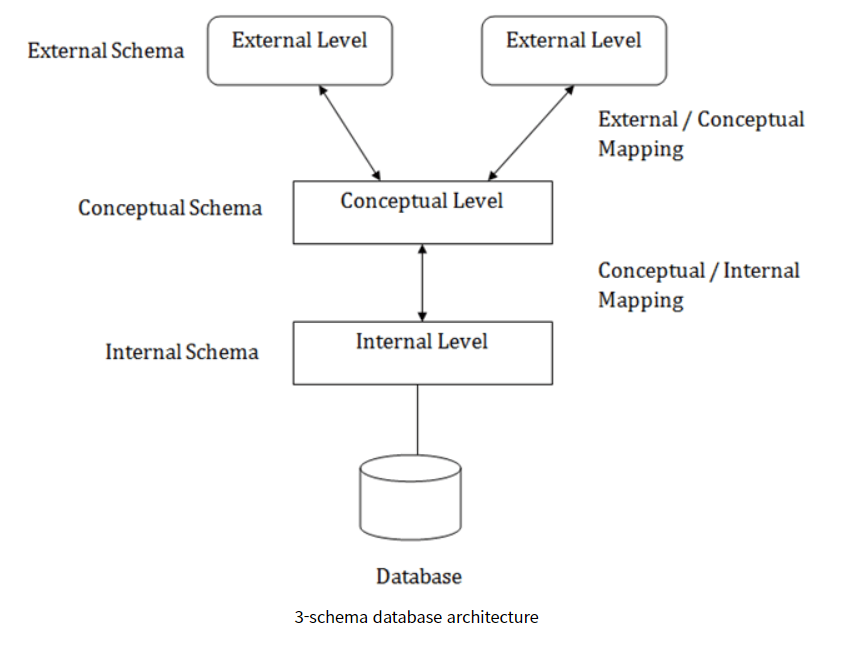 External Schema
External Level
External Level
External / Conceptual
Mapping
Conceptual Schema
Conceptual Level
Conceptual / Internal
Mapping
Internal Schema
Internal Level
Database
3-schema database architecture